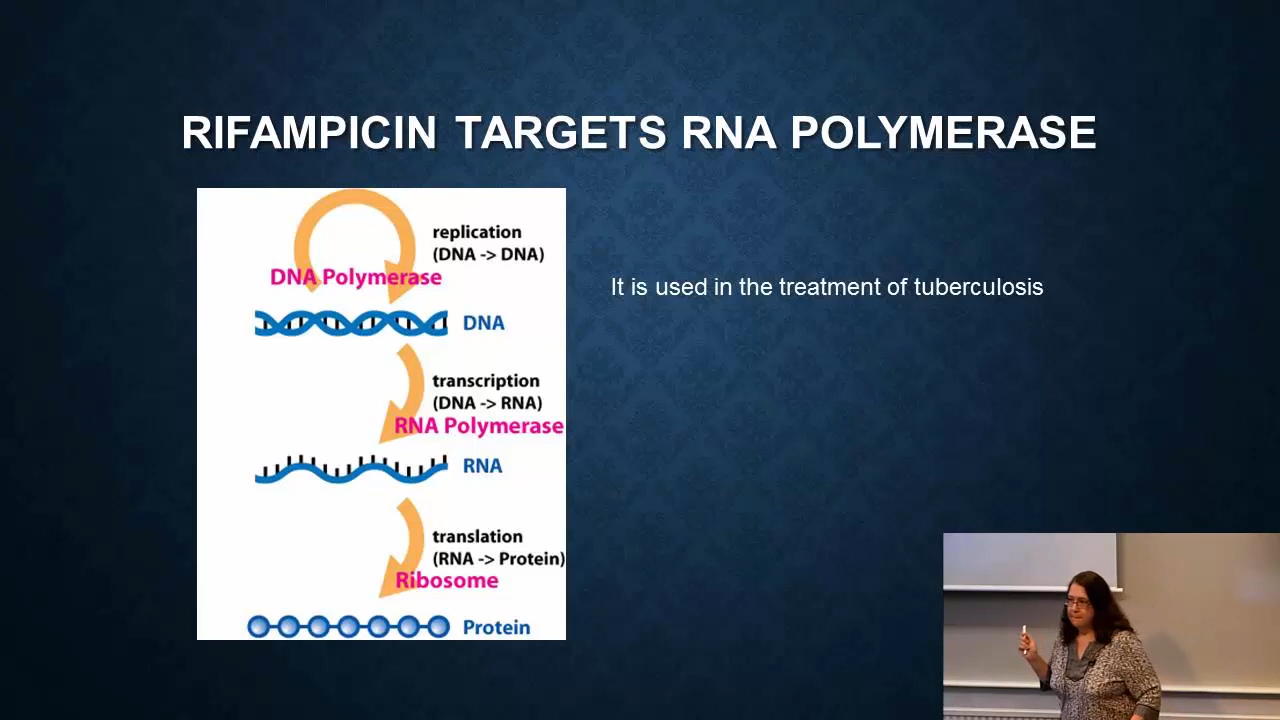 RIFAMPICIN TARGETS RNA POLYMERASE
replication
(DNA -> DNA)
DNA Polymerase
DNA
transcription
(DNA -> RNA)
RNA Polymerase
RNA
translation
(RNA -> Protein)
Ribosome
Protein
It is used in the treatment of tuberculosis